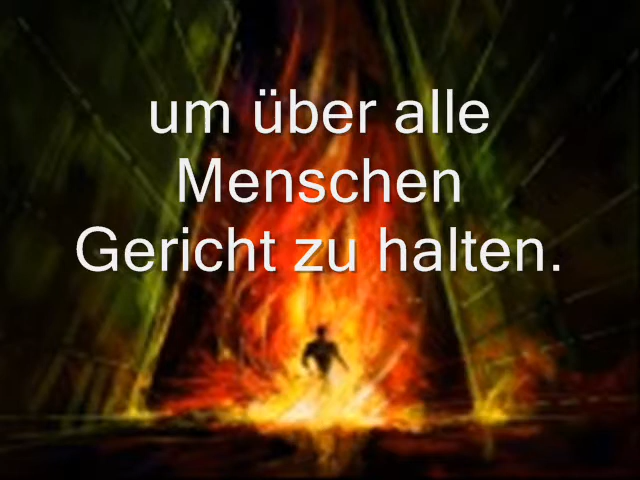 um über alle
Menschen
Gericht zu halten.